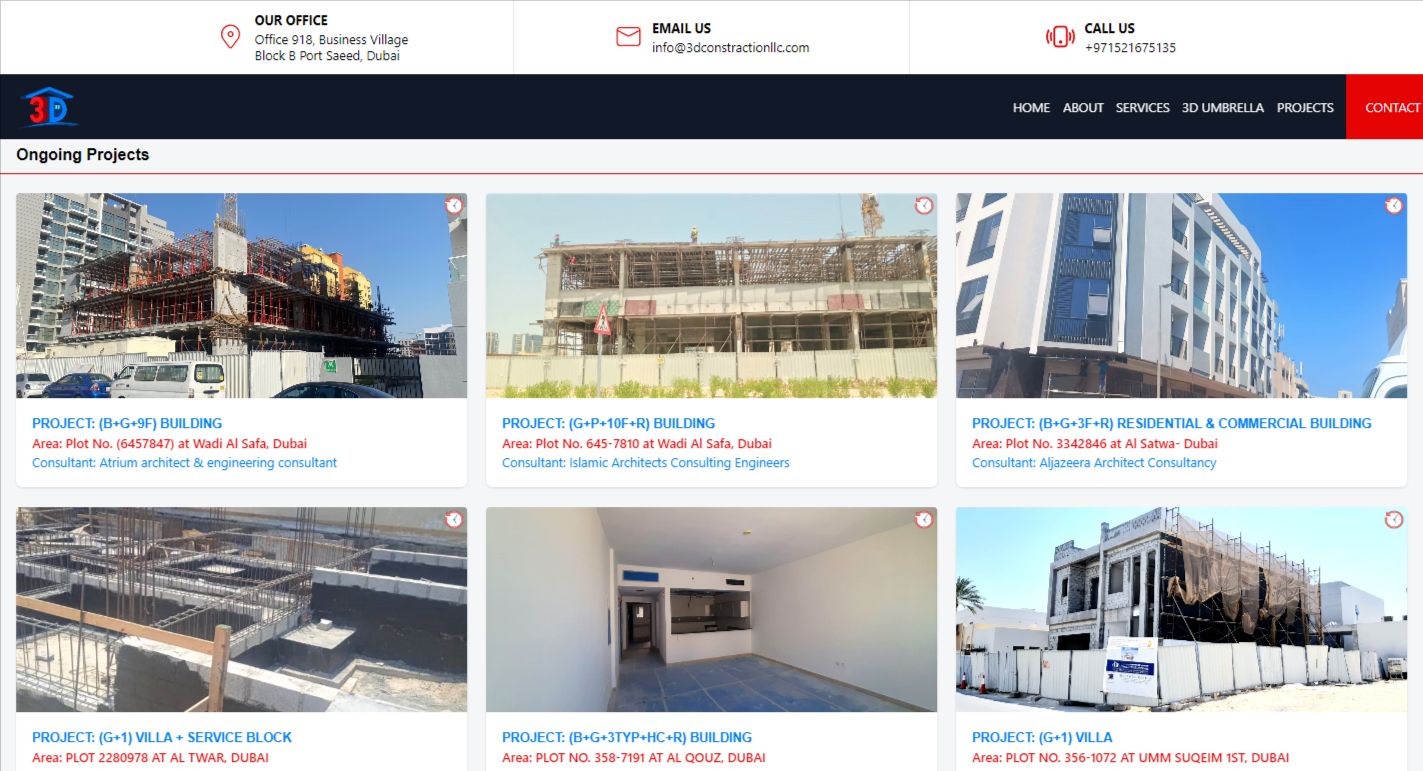 OUR OFFICE
Office 918, Business Village
Block B Port Saeed, Dubai
EMAIL US
info@3dconstractionllc.com
CALL US
+971521675135
3D
HOME ABOUT SERVICES 3D UMBRELLA PROJECTS CONTACT
Ongoing Projects
PROJECT: (B+G+9F) BUILDING
Area: Plot No. (6457847) at Wadi Al Safa, Dubai
Consultant: Atrium architect & engineering consultant
PROJECT: (G+P+10F+R) BUILDING
Area: Plot No. 645-7810 at Wadi Al Safa, Dubai
Consultant: Islamic Architects Consulting Engineers
PROJECT: (B+G+3F+R) RESIDENTIAL & COMMERCIAL BUILDING
Area: Plot No. 3342846 at Al Satwa- Dubai
Consultant: Aljazeera Architect Consultancy
PROJECT: (G+1) VILLA + SERVICE BLOCK
Area: PLOT 2280978 AT AL TWAR, DUBAI
PROJECT: (B+G+3TYP+HC+R) BUILDING
Area: PLOT NO. 358-7191 AT AL QOUZ, DUBAI
PROJECT: (G+1) VILLA
Area: PLOT NO. 356-1072 AT UMM SUQEIM 1ST, DUBAI